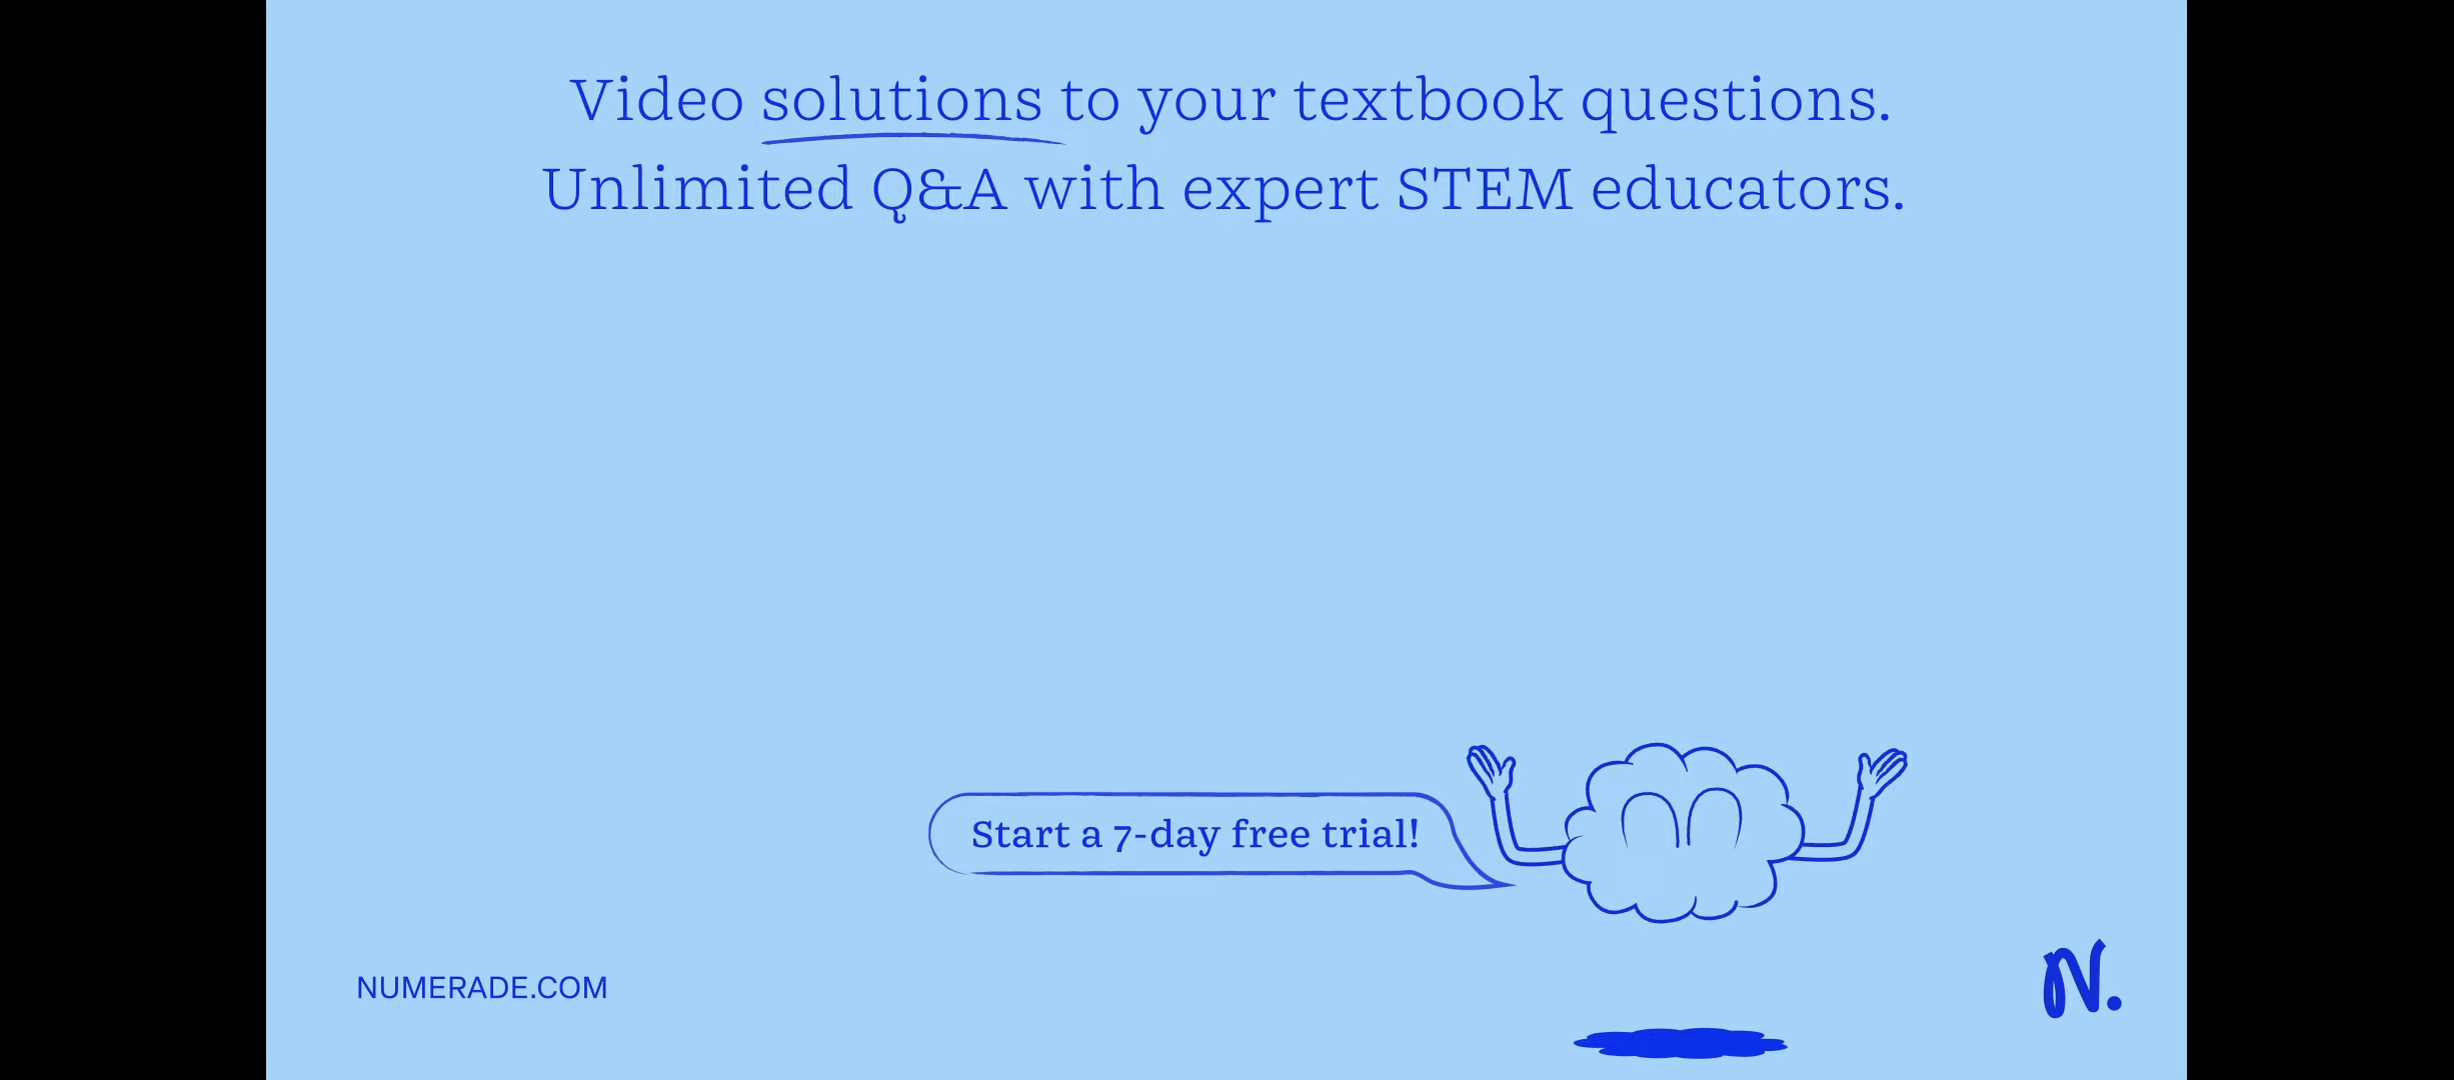 Video solutions to your textbook questions.
Unlimited Q&A with expert STEM educators.
Start a 7-day free trial!
NUMERADE.COM
N.